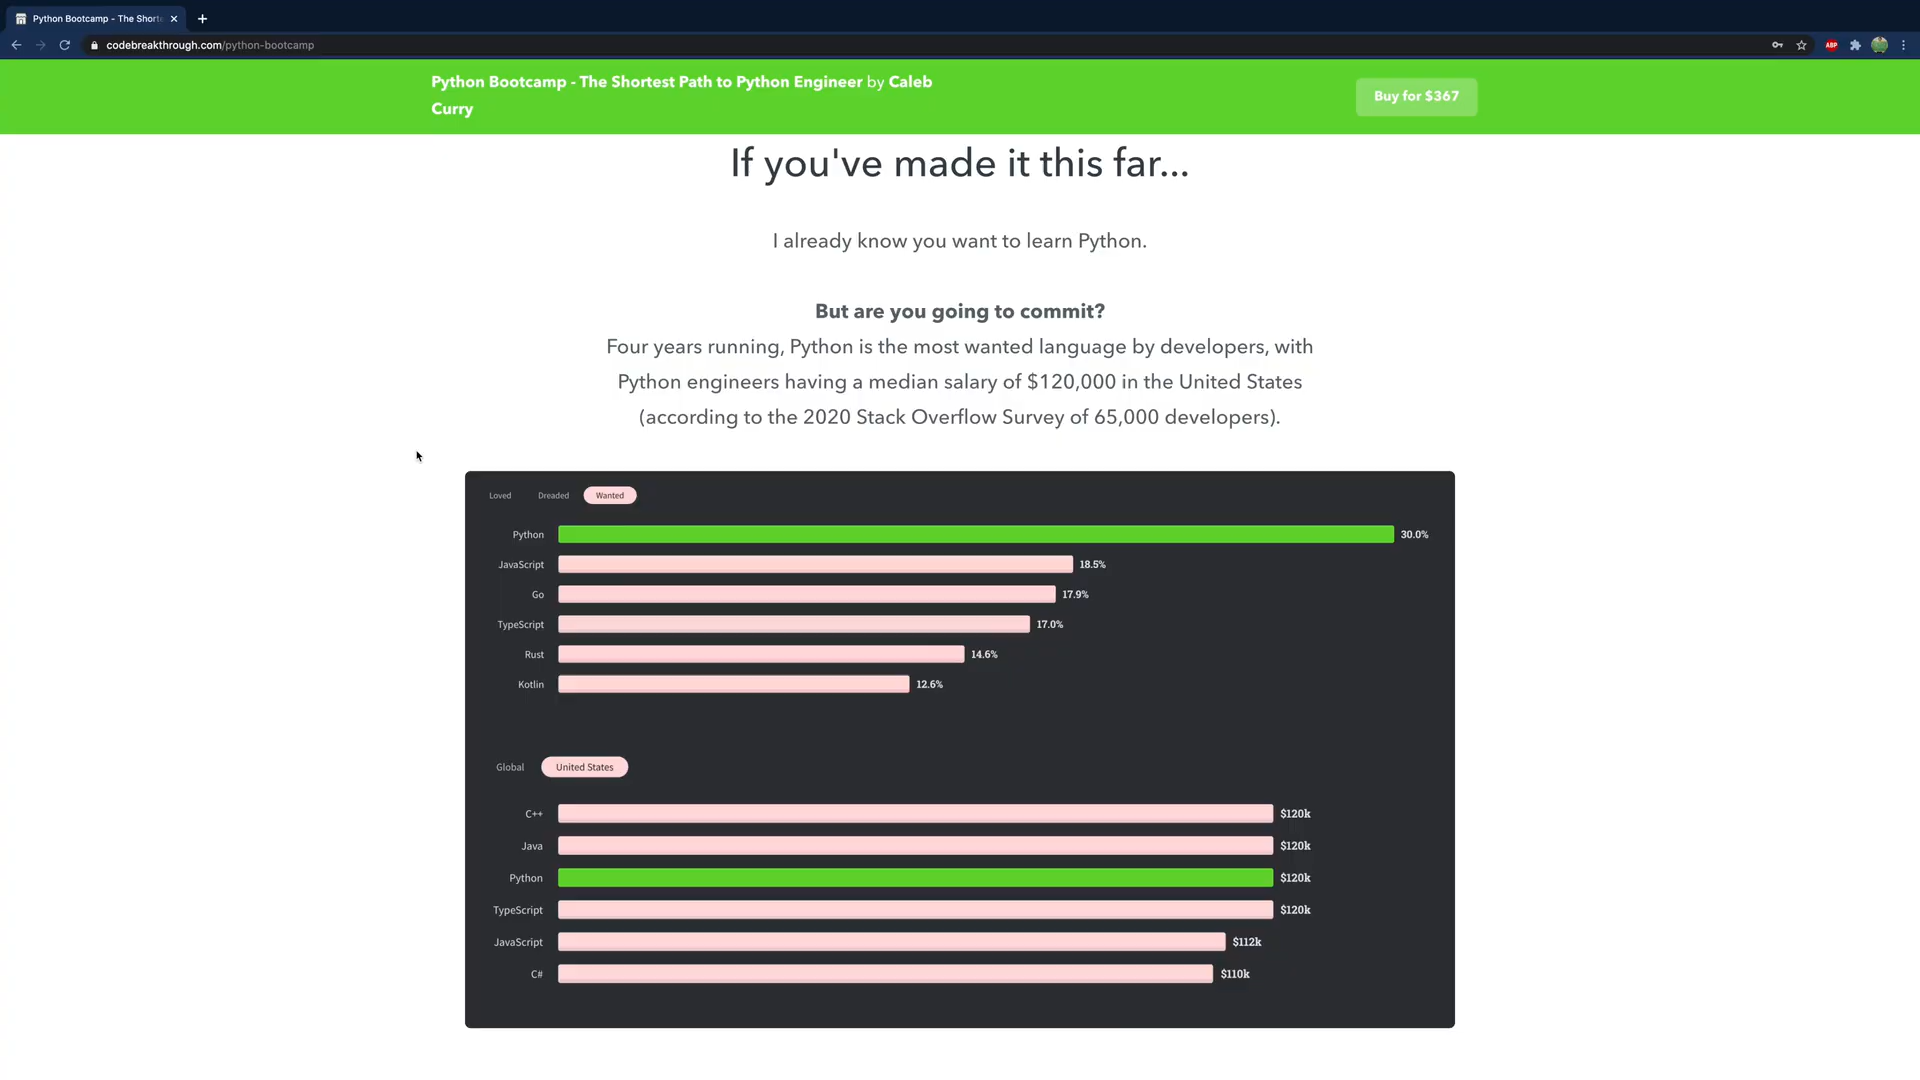 Python Bootcamp - The Shorte
codebreakthrough.com/python-bootcamp
ABP
Python Bootcamp - The Shortest Path to Python Engineer by Caleb
Curry
Buy for $367
If you've made it this far...
I already know you want to learn Python.
But are you going to commit?
Four years running, Python is the most wanted language by developers, with
Python engineers having a median salary of $120,000 in the United States
(according to the 2020 Stack Overflow Survey of 65,000 developers).
Loved Dreaded Wanted
Python 30.0%
JavaScript 18.5%
Go 17.9%
TypeScript 17.0%
Rust 14.6%
Kotlin 12.6%
Global United States
C++ $120k
Java $120k
Python $120k
TypeScript $120k
JavaScript $112k
C# $110k